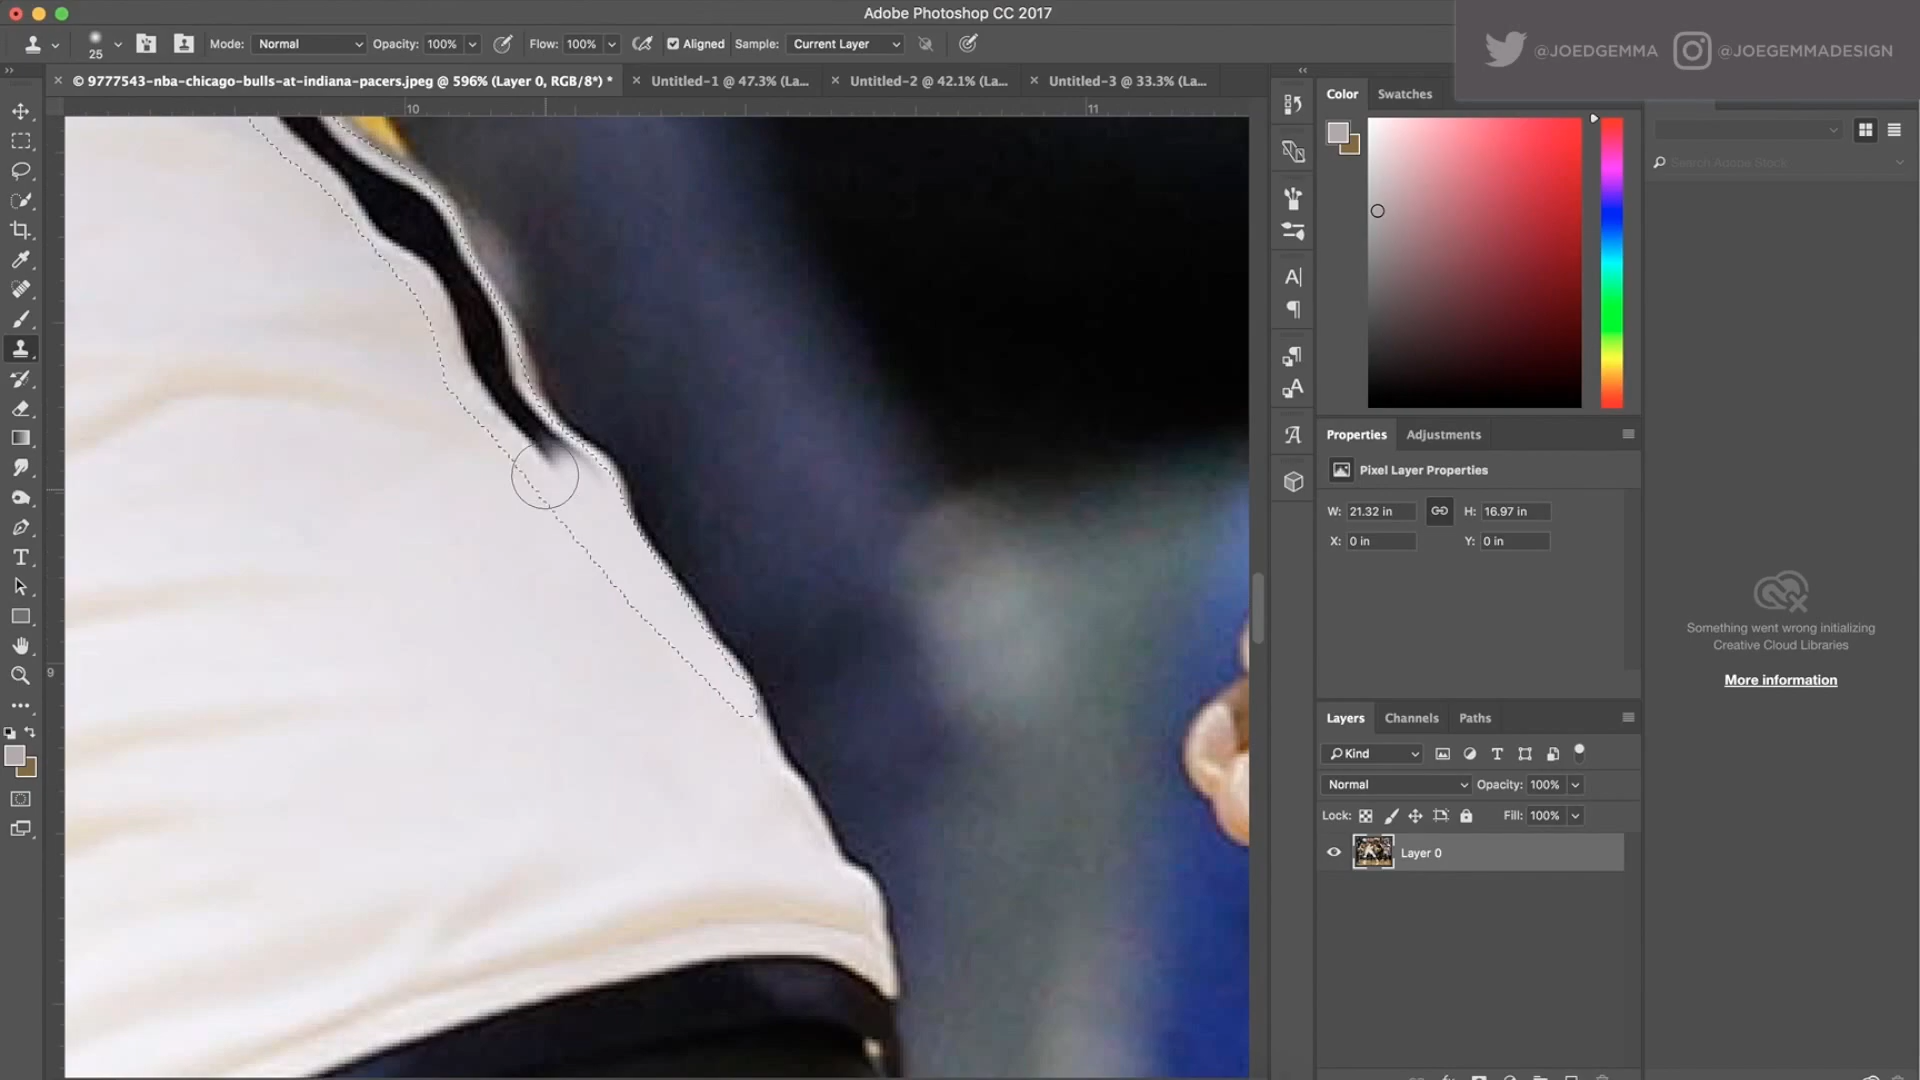 Adobe Photoshop CC 2017
@JOEDGEMMA @JOEGEMMADESIGN
25 Mode: Normal Opacity: 100% Flow: 100% Aligned Sample: Current Layer
© 9777543-nba-chicago-bulls-at-indiana-pacers.jpeg @ 596% (Layer 0, RGB/8*) * Untitled-1 @ 47.3% (La... Untitled-2 @ 42.1% (La... Untitled-3 @ 33.3% (La...
10 11
Color Swatches
Search Adobe Stock
Properties Adjustments
Pixel Layer Properties
W: 21.32 in H: 16.97 in
X: 0 in Y: 0 in
9
Something went wrong initializing
Creative Cloud Libraries
More information
Layers Channels Paths
Kind
Normal Opacity: 100%
Lock: Fill: 100%
Layer 0